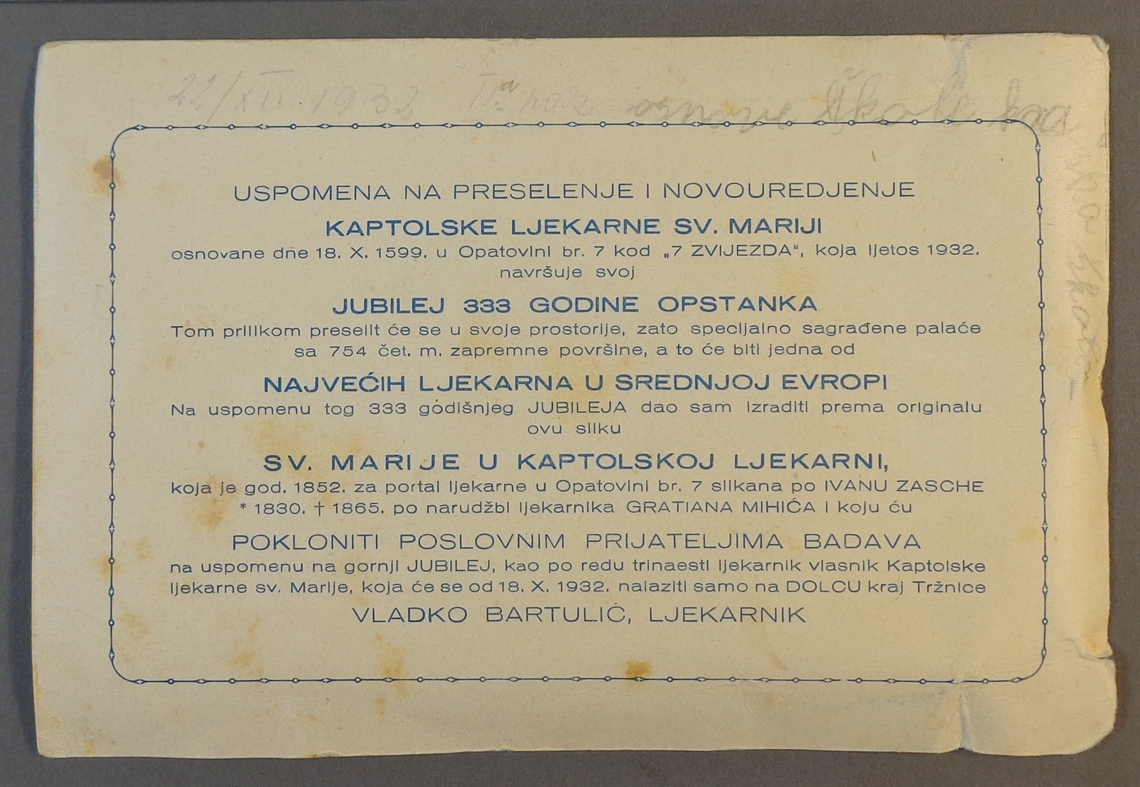 22/XII 1932 II. raz osnove škole
USPOMENA NA PRESELENJE I NOVOUREDJENJE
KAPTOLSKE LJEKARNE SV. MARIJI
osnovane dne 18. X. 1599. u Opatovini br. 7 kod „7 ZVIJEZDA“, koja ljetos 1932.
navršuje svoj
JUBILEJ 333 GODINE OPSTANKA
Tom prilikom preselit će se u svoje prostorije, zato specijalno sagrađene palaće
sa 754 čet. m. zapremne površine, a to će biti jedna od
NAJVEĆIH LJEKARNA U SREDNJOJ EVROPI
Na uspomenu tog 333 godišnjeg JUBILEJA dao sam izraditi prema originalu
ovu sliku
SV. MARIJE U KAPTOLSKOJ LJEKARNI,
koja je god. 1852. za portal ljekarne u Opatovini br. 7 slikana po IVANU ZASCHE
* 1830. † 1865. po narudžbi ljekarnika GRATIANA MIHIĆA i koju ću
POKLONITI POSLOVNIM PRIJATELJIMA BADAVA
na uspomenu na gornji JUBILEJ, kao po redu trinaesti ljekarnik vlasnik Kaptolske
ljekarne sv. Marije, koja će se od 18. X. 1932. nalaziti samo na DOLCU kraj Tržnice
VLADKO BARTULIĆ, LJEKARNIK